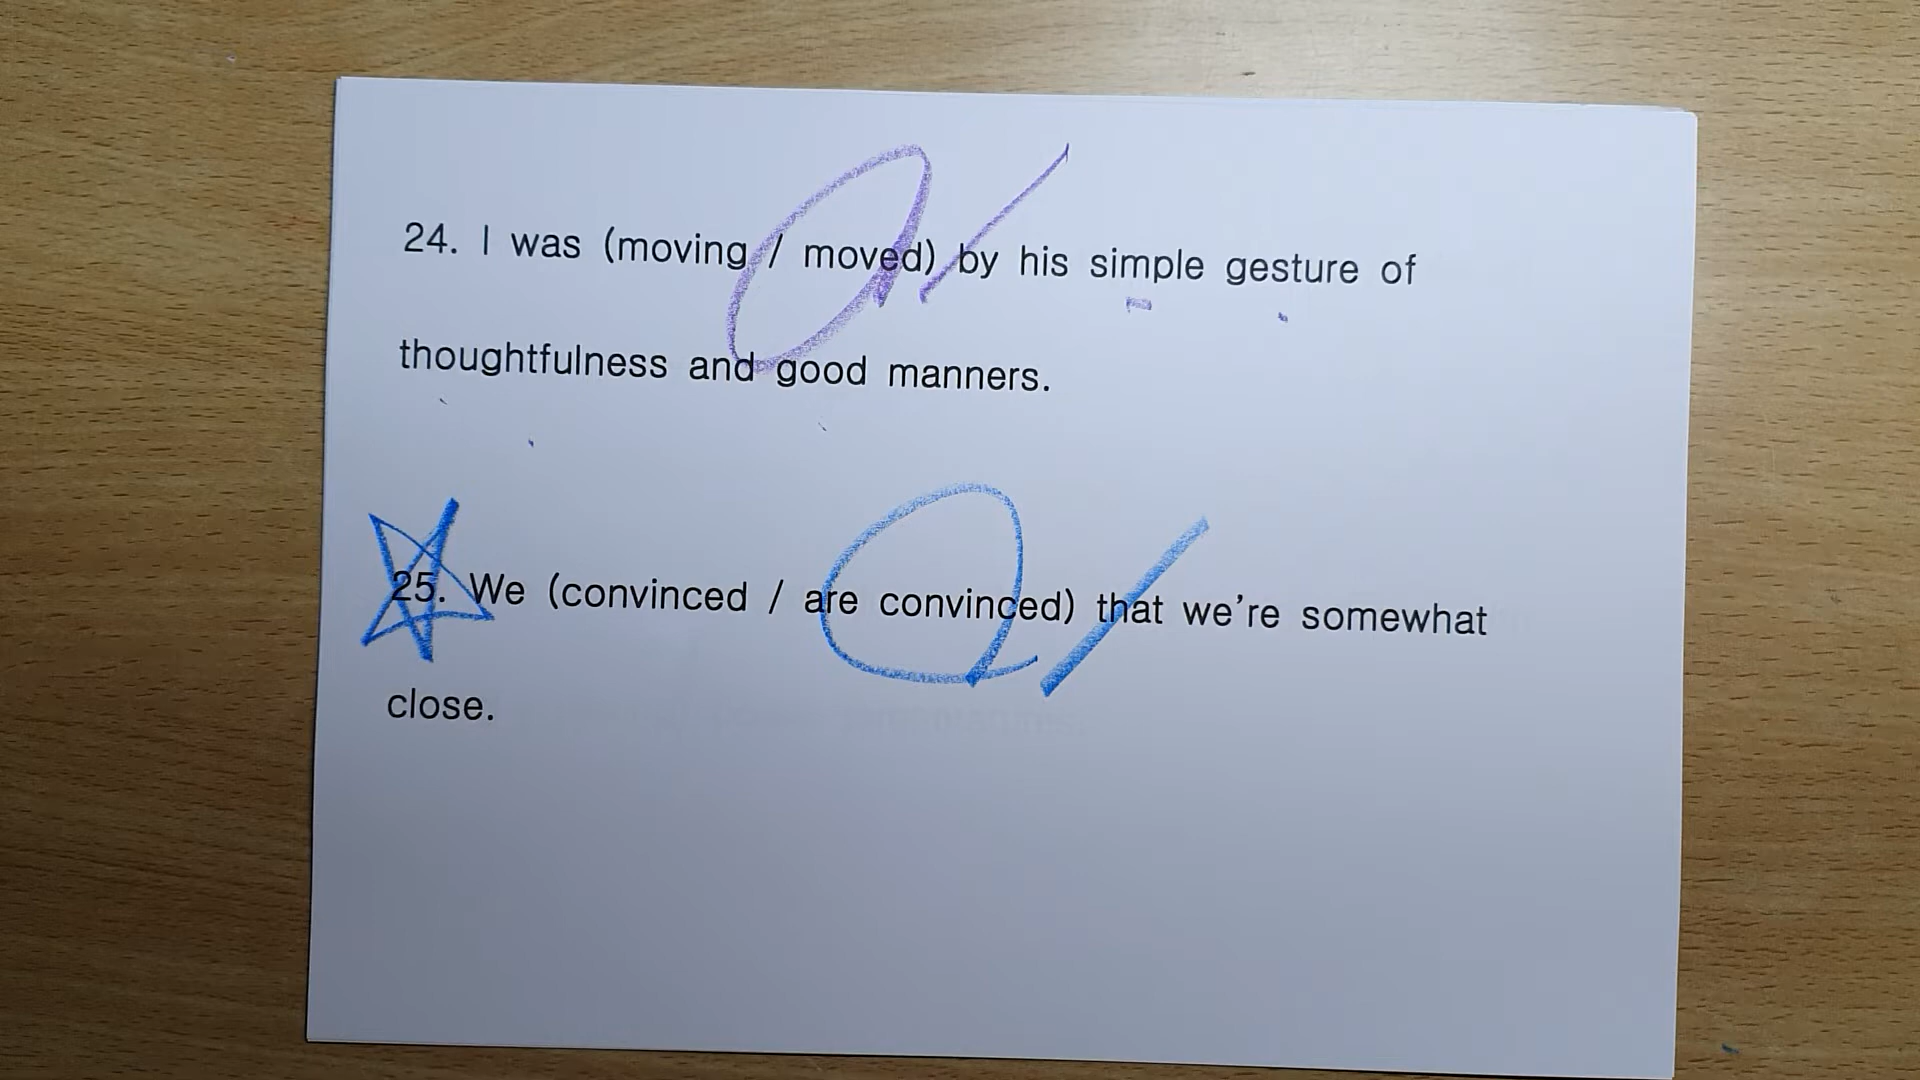 24. I was (moving / moved) by his simple gesture of
thoughtfulness and good manners.
25. We (convinced / are convinced) that we're somewhat
close.